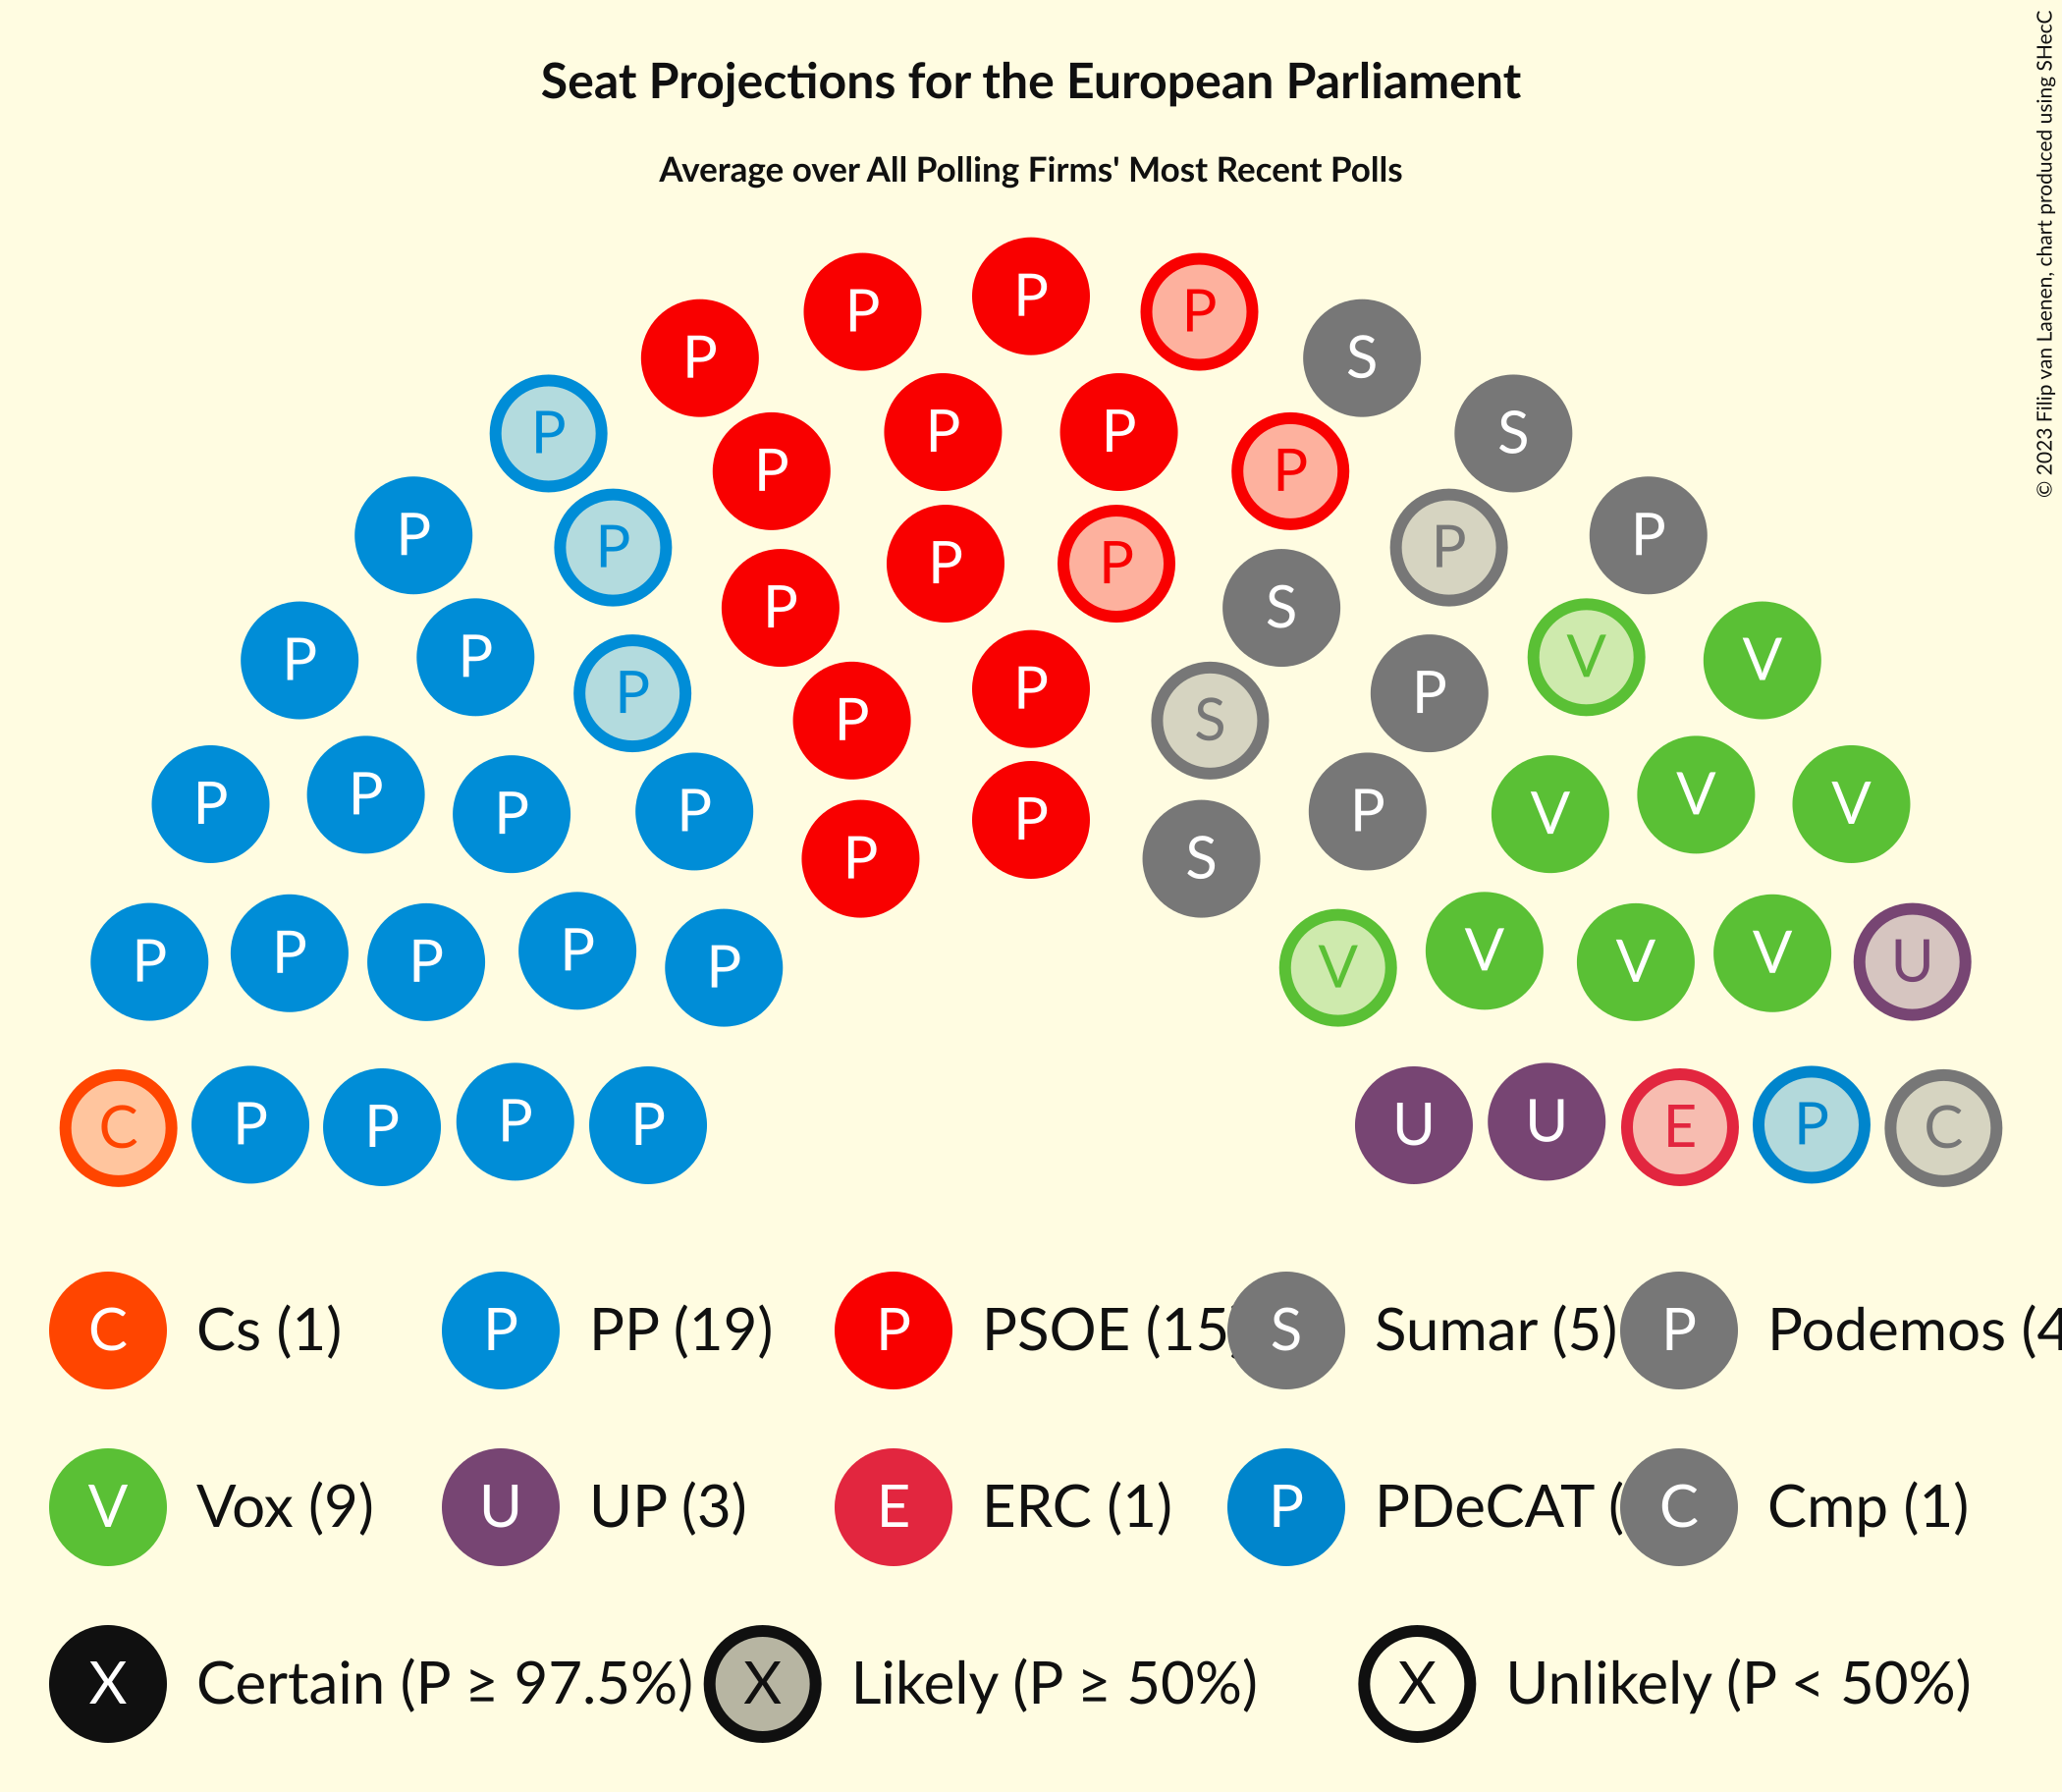 Seat Projections for the European Parliament
Average over All Polling Firms' Most Recent Polls
© 2023 Filip van Laenen, chart produced using SHecC
P P P
P S
P P P S
P P
P P P P P P
P S
P P V V
P P P
P S
P P P P P P V V V
P S
P P P P P V V V V U
C P P P P U U E P C
C Cs (1) P PP (19) P PSOE (15 S Sumar (5) P Podemos (4
V Vox (9) U UP (3) E ERC (1) P PDeCAT ( C Cmp (1)
X Certain (P ≥ 97.5%) X Likely (P ≥ 50%) X Unlikely (P < 50%)